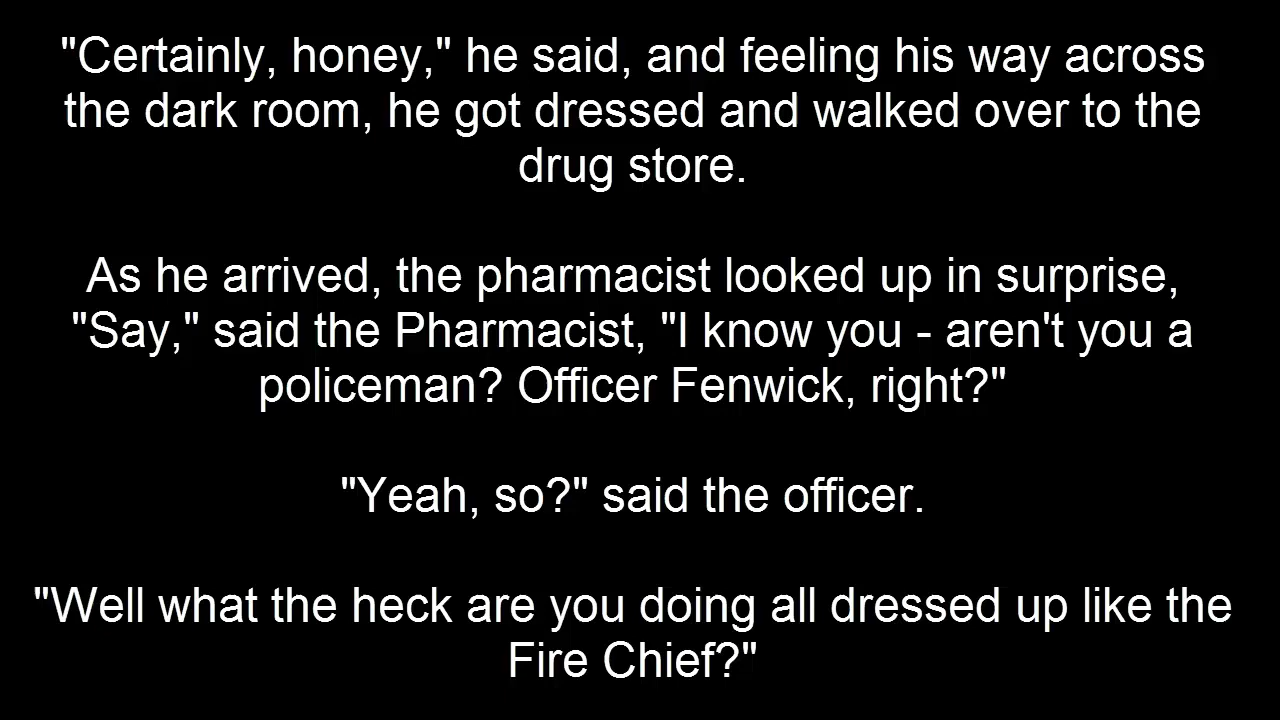 "Certainly, honey," he said, and feeling his way across
the dark room, he got dressed and walked over to the
drug store.
As he arrived, the pharmacist looked up in surprise,
"Say," said the Pharmacist, "I know you - aren't you a
policeman? Officer Fenwick, right?"
"Yeah, so?" said the officer.
"Well what the heck are you doing all dressed up like the
Fire Chief?"